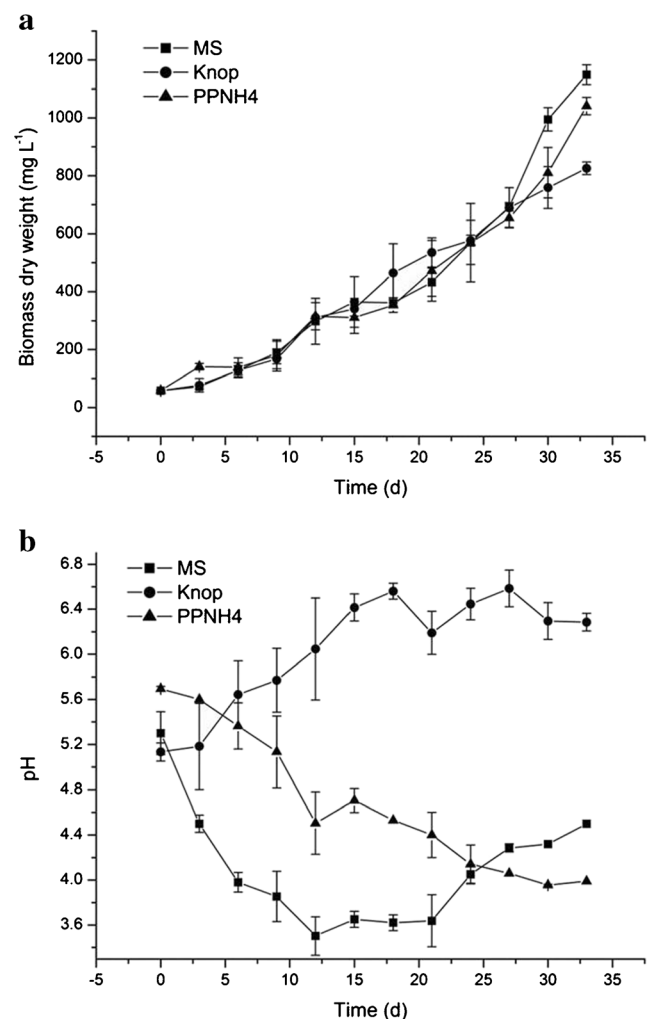 a
MS
Knop
PPNH4
1200
1000
800
600
400
200
0
Biomass dry weight (mg L⁻¹)
-5 0 5 10 15 20 25 30 35
Time (d)
b
MS
Knop
PPNH4
6.8
6.4
6.0
5.6
5.2
4.8
4.4
4.0
3.6
pH
-5 0 5 10 15 20 25 30 35
Time (d)